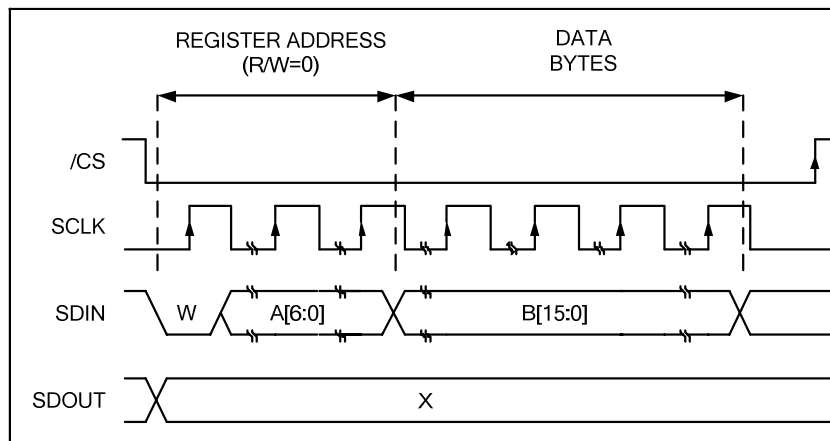 REGISTER ADDRESS
(R/W=0)
DATA
BYTES
/CS
SCLK
SDIN
W
A[6:0]
B[15:0]
SDOUT
X